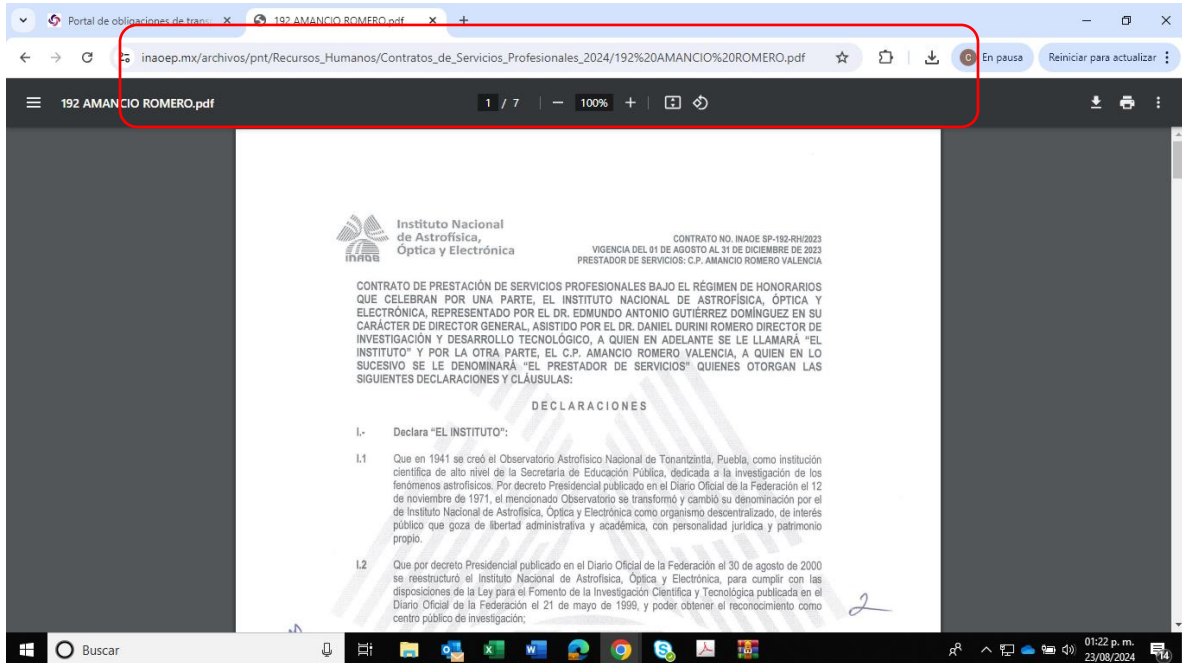 Portal de obligaciones de trans
192 AMANCIO ROMERO.pdf
inaoep.mx/archivos/pnt/Recursos_Humanos/Contratos_de_Servicios_Profesionales_2024/192%20AMANCIO%20ROMERO.pdf
C
En pausa
Reiniciar para actualizar
192 AMANCIO ROMERO.pdf
1 / 7
100%
INAOE
Instituto Nacional
de Astrofísica,
Óptica y Electrónica
CONTRATO NO. INAOE SP-192-RH/2023
VIGENCIA DEL 01 DE AGOSTO AL 31 DE DICIEMBRE DE 2023
PRESTADOR DE SERVICIOS: C.P. AMANCIO ROMERO VALENCIA
CONTRATO DE PRESTACIÓN DE SERVICIOS PROFESIONALES BAJO EL RÉGIMEN DE HONORARIOS
QUE CELEBRAN POR UNA PARTE, EL INSTITUTO NACIONAL DE ASTROFÍSICA, ÓPTICA Y
ELECTRÓNICA, REPRESENTADO POR EL DR. EDMUNDO ANTONIO GUTIÉRREZ DOMÍNGUEZ EN SU
CARÁCTER DE DIRECTOR GENERAL, ASISTIDO POR EL DR. DANIEL DURINI ROMERO DIRECTOR DE
INVESTIGACIÓN Y DESARROLLO TECNOLÓGICO, A QUIEN EN ADELANTE SE LE LLAMARÁ "EL
INSTITUTO" Y POR LA OTRA PARTE, EL C.P. AMANCIO ROMERO VALENCIA, A QUIEN EN LO
SUCESIVO SE LE DENOMINARÁ "EL PRESTADOR DE SERVICIOS" QUIENES OTORGAN LAS
SIGUIENTES DECLARACIONES Y CLÁUSULAS:
DECLARACIONES
I.- Declara "EL INSTITUTO":
I.1 Que en 1941 se creó el Observatorio Astrofísico Nacional de Tonantzintla, Puebla, como institución
científica de alto nivel de la Secretaria de Educación Pública, dedicada a la investigación de los
fenómenos astrofísicos. Por decreto Presidencial publicado en el Diario Oficial de la Federación el 12
de noviembre de 1971, el mencionado Observatorio se transformó y cambió su denominación por el
de Instituto Nacional de Astrofísica, Óptica y Electrónica como organismo descentralizado, de interés
público que goza de libertad administrativa y académica, con personalidad jurídica y patrimonio
propio.
I.2 Que por decreto Presidencial publicado en el Diario Oficial de la Federación el 30 de agosto de 2000
se reestructuró el Instituto Nacional de Astrofísica, Óptica y Electrónica, para cumplir con las
disposiciones de la Ley para el Fomento de la Investigación Científica y Tecnológica publicada en el
Diario Oficial de la Federación el 21 de mayo de 1999, y poder obtener el reconocimiento como
centro público de investigación;
Buscar
01:22 p. m.
23/08/2024
14